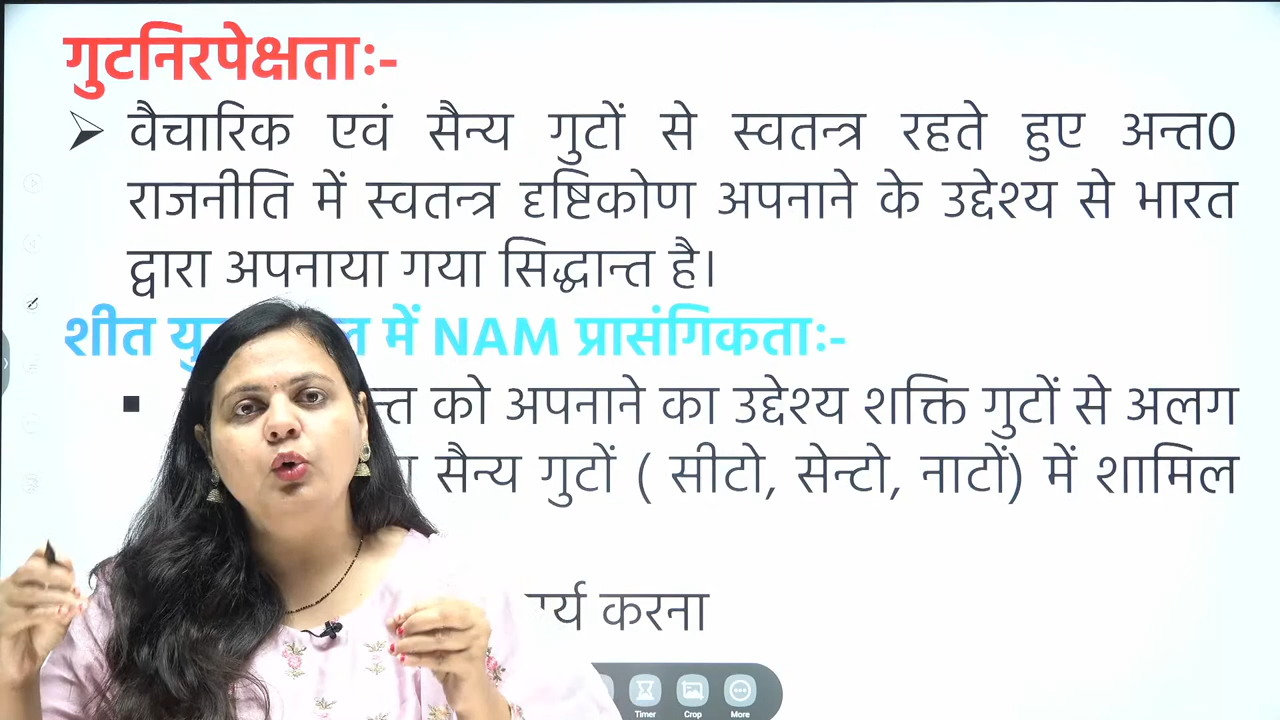 गुटनिरपेक्षताः-
➢ वैचारिक एवं सैन्य गुटों से स्वतन्त्र रहते हुए अन्त0
राजनीति में स्वतन्त्र दृष्टिकोण अपनाने के उद्देश्य से भारत
द्वारा अपनाया गया सिद्धान्त है।
शीत में NAM प्रासंगिकताः-
■ को अपनाने का उद्देश्य शक्ति गुटों से अलग
सैन्य गुटों ( सीटो, सेन्टो, नाटों) में शामिल
करना
Timer Crop More